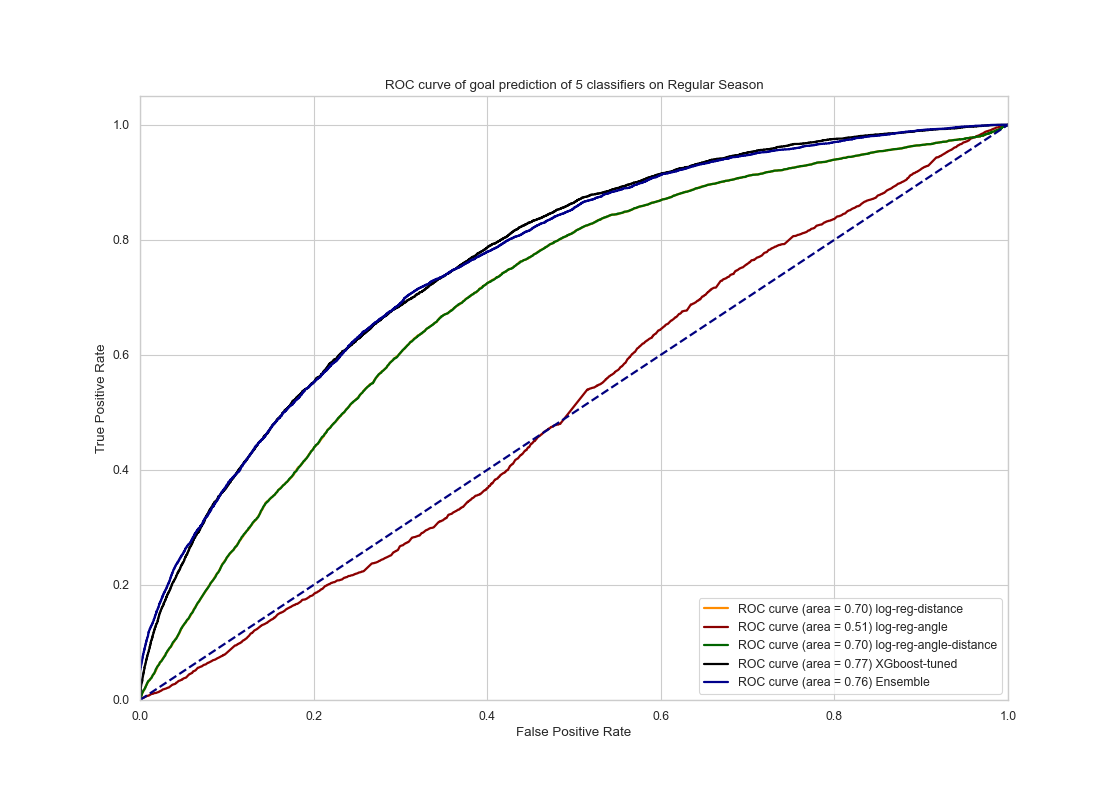 ROC curve of goal prediction of 5 classifiers on Regular Season
1.0
0.8
0.6
0.4
0.2
0.0
True Positive Rate
0.0 0.2 0.4 0.6 0.8 1.0
False Positive Rate
ROC curve (area = 0.70) log-reg-distance
ROC curve (area = 0.51) log-reg-angle
ROC curve (area = 0.70) log-reg-angle-distance
ROC curve (area = 0.77) XGboost-tuned
ROC curve (area = 0.76) Ensemble